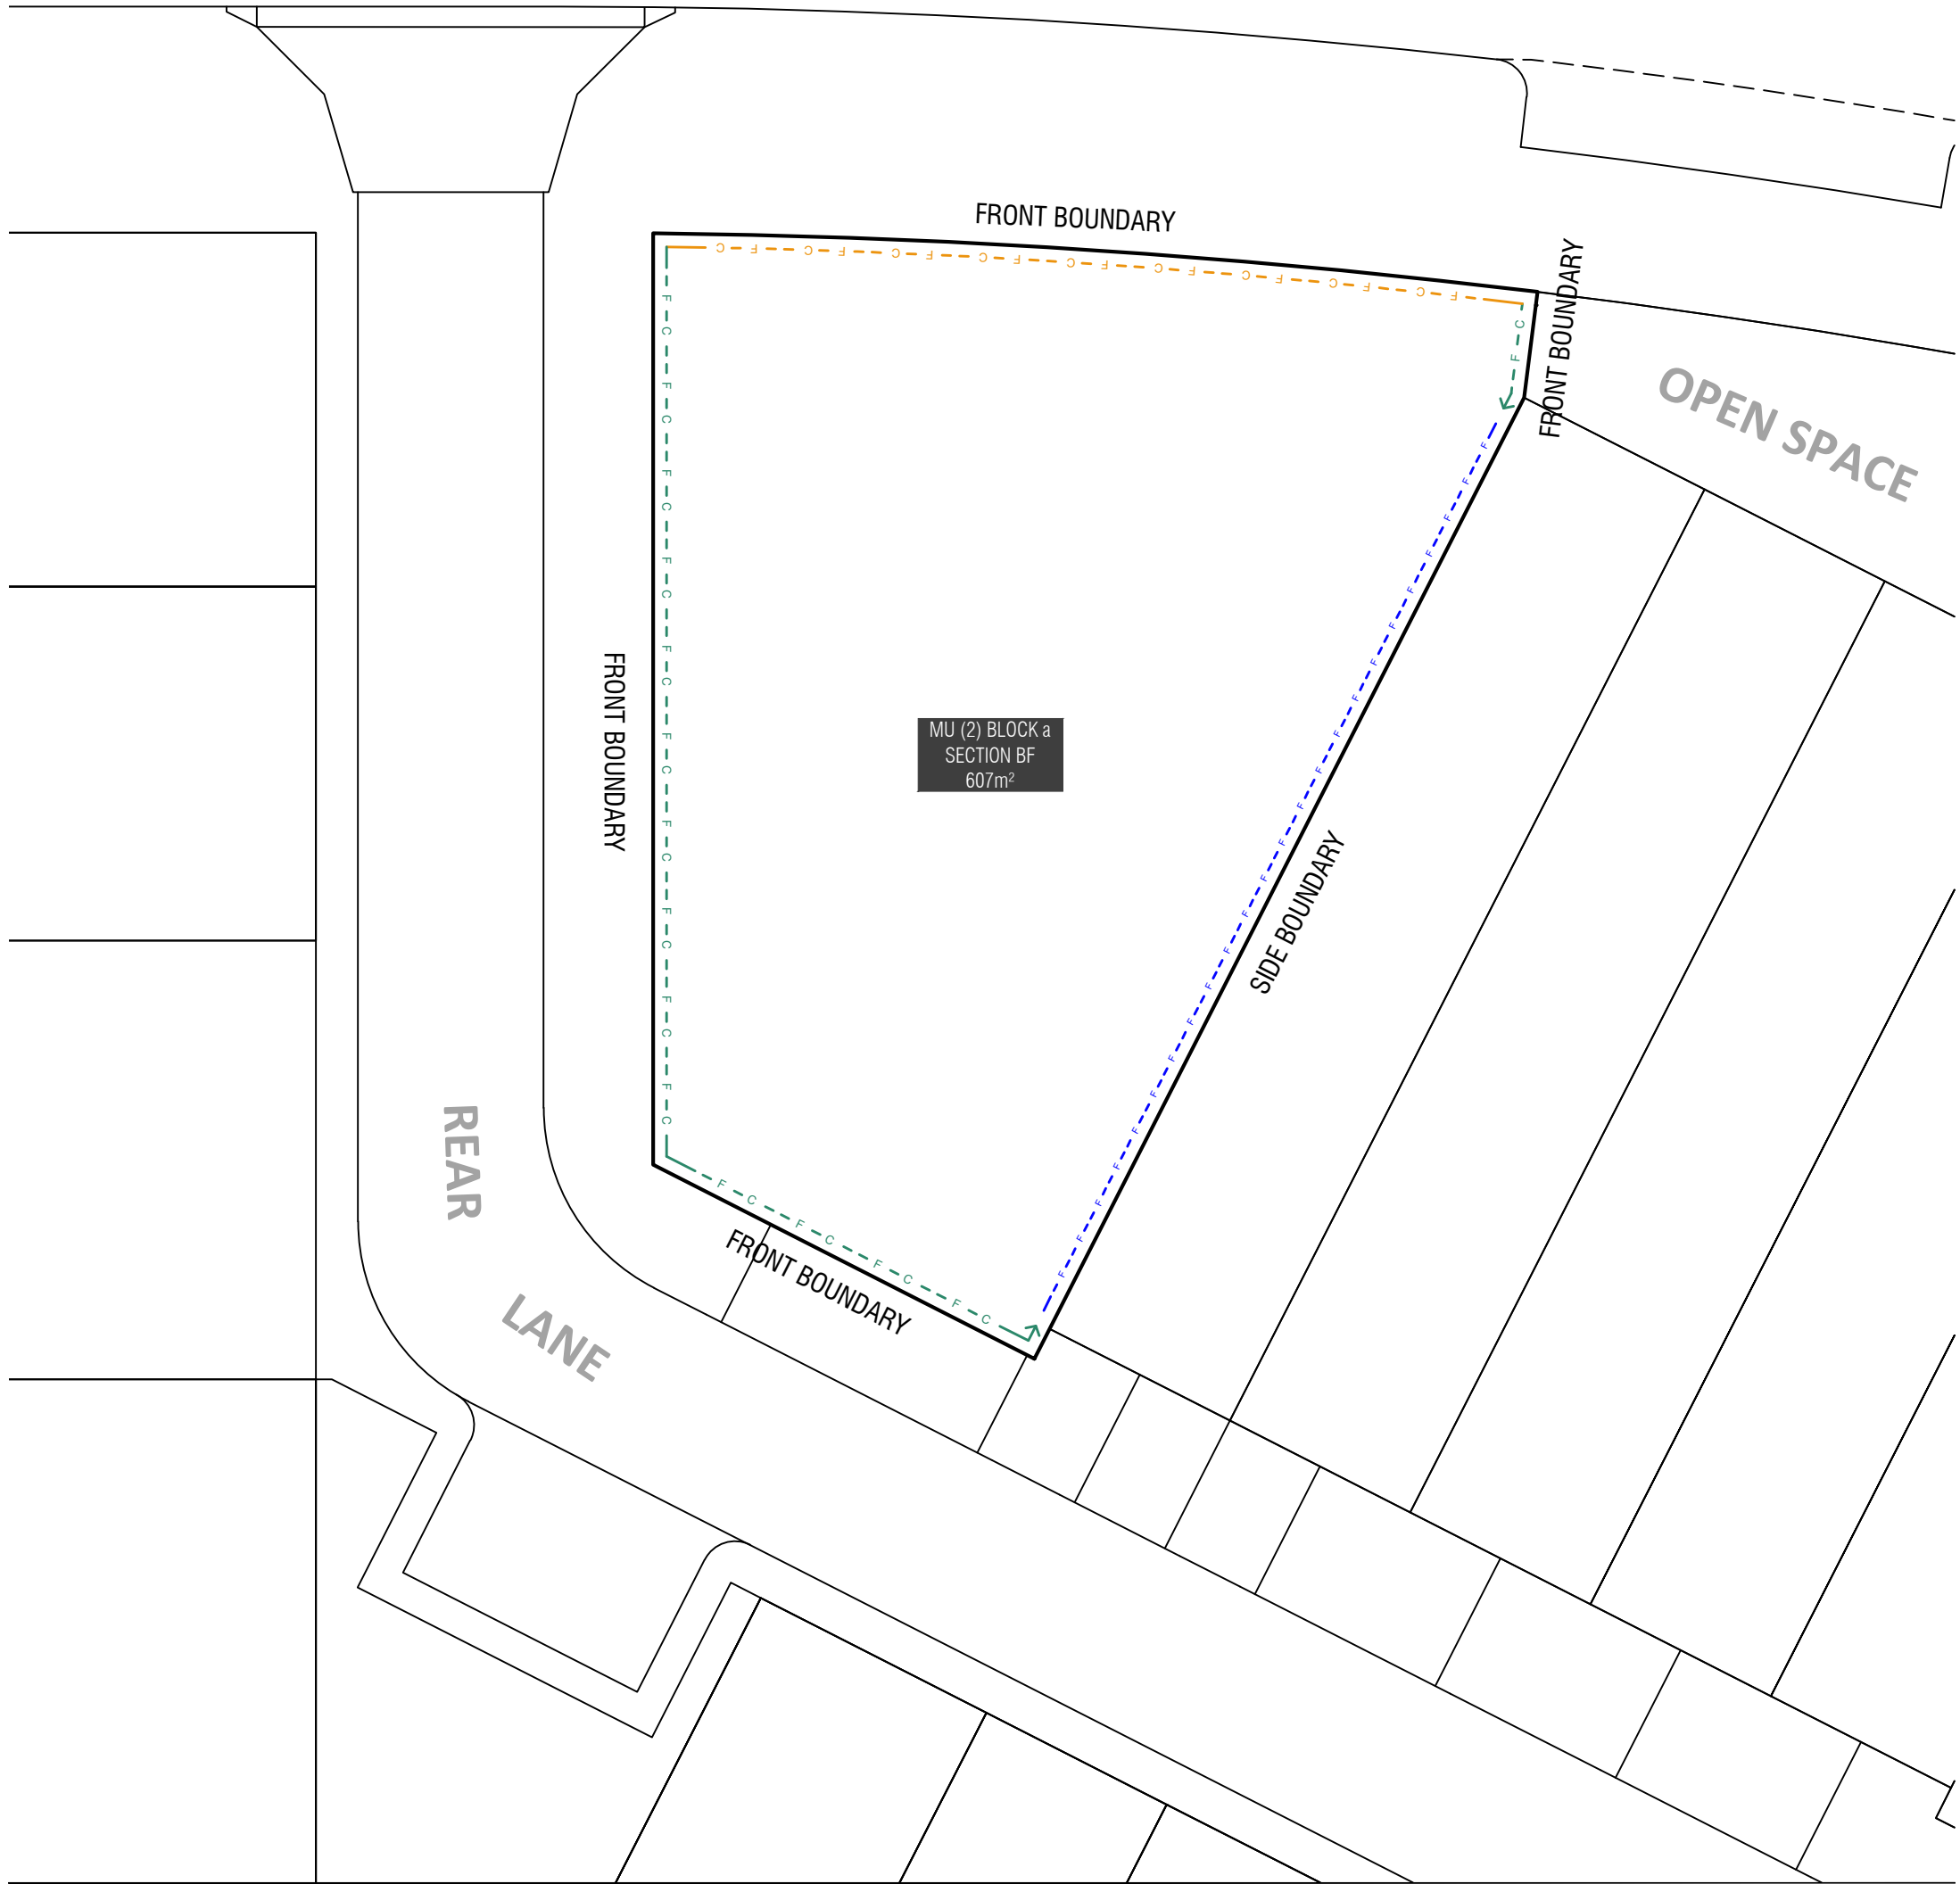 FRONT BOUNDARY
C F C F C F C F C F C F C F C F C F
FRONT BOUNDARY
C F
OPEN SPACE
F C F C F C F C F C F C F C F C F C F C
FRONT BOUNDARY
MU (2) BLOCK a
SECTION BF
607m²
F F F F F F F F F F F F F F F F F F F F F F F F
SIDE BOUNDARY
REAR
LANE
F C F C F C F C
FRONT BOUNDARY